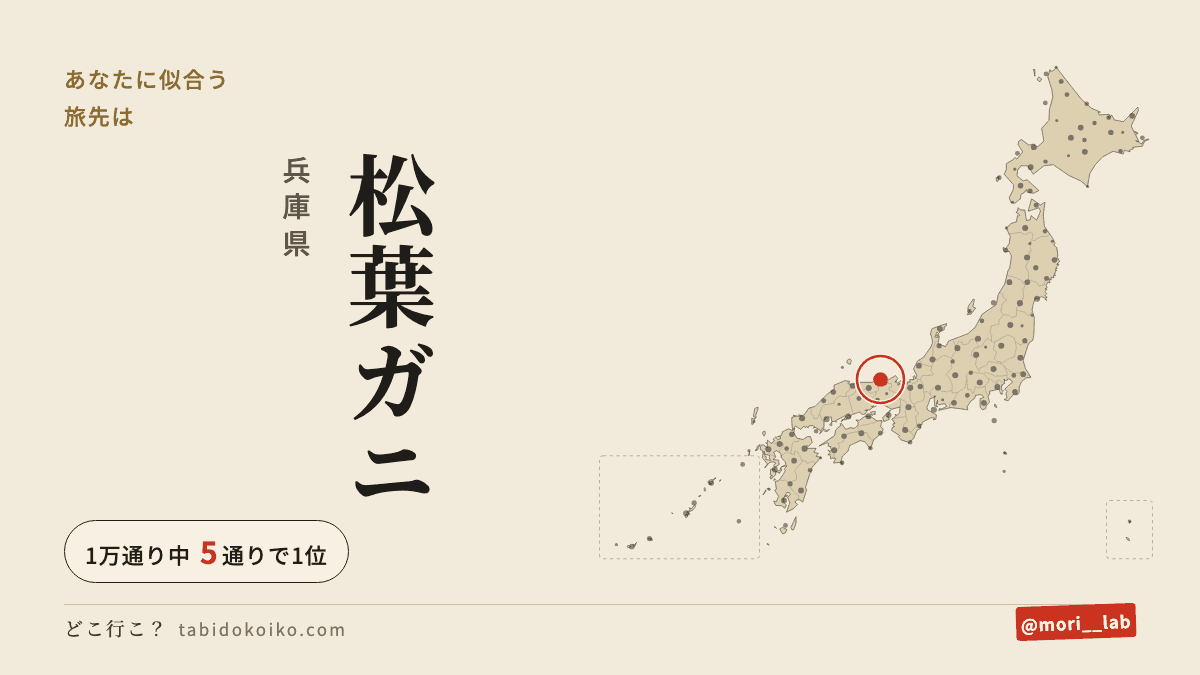 あなたに似合う
旅先は
松葉ガニ
兵庫県
1万通り中 5通りで1位
どこ行こ? tabidokoiko.com
@mori__lab